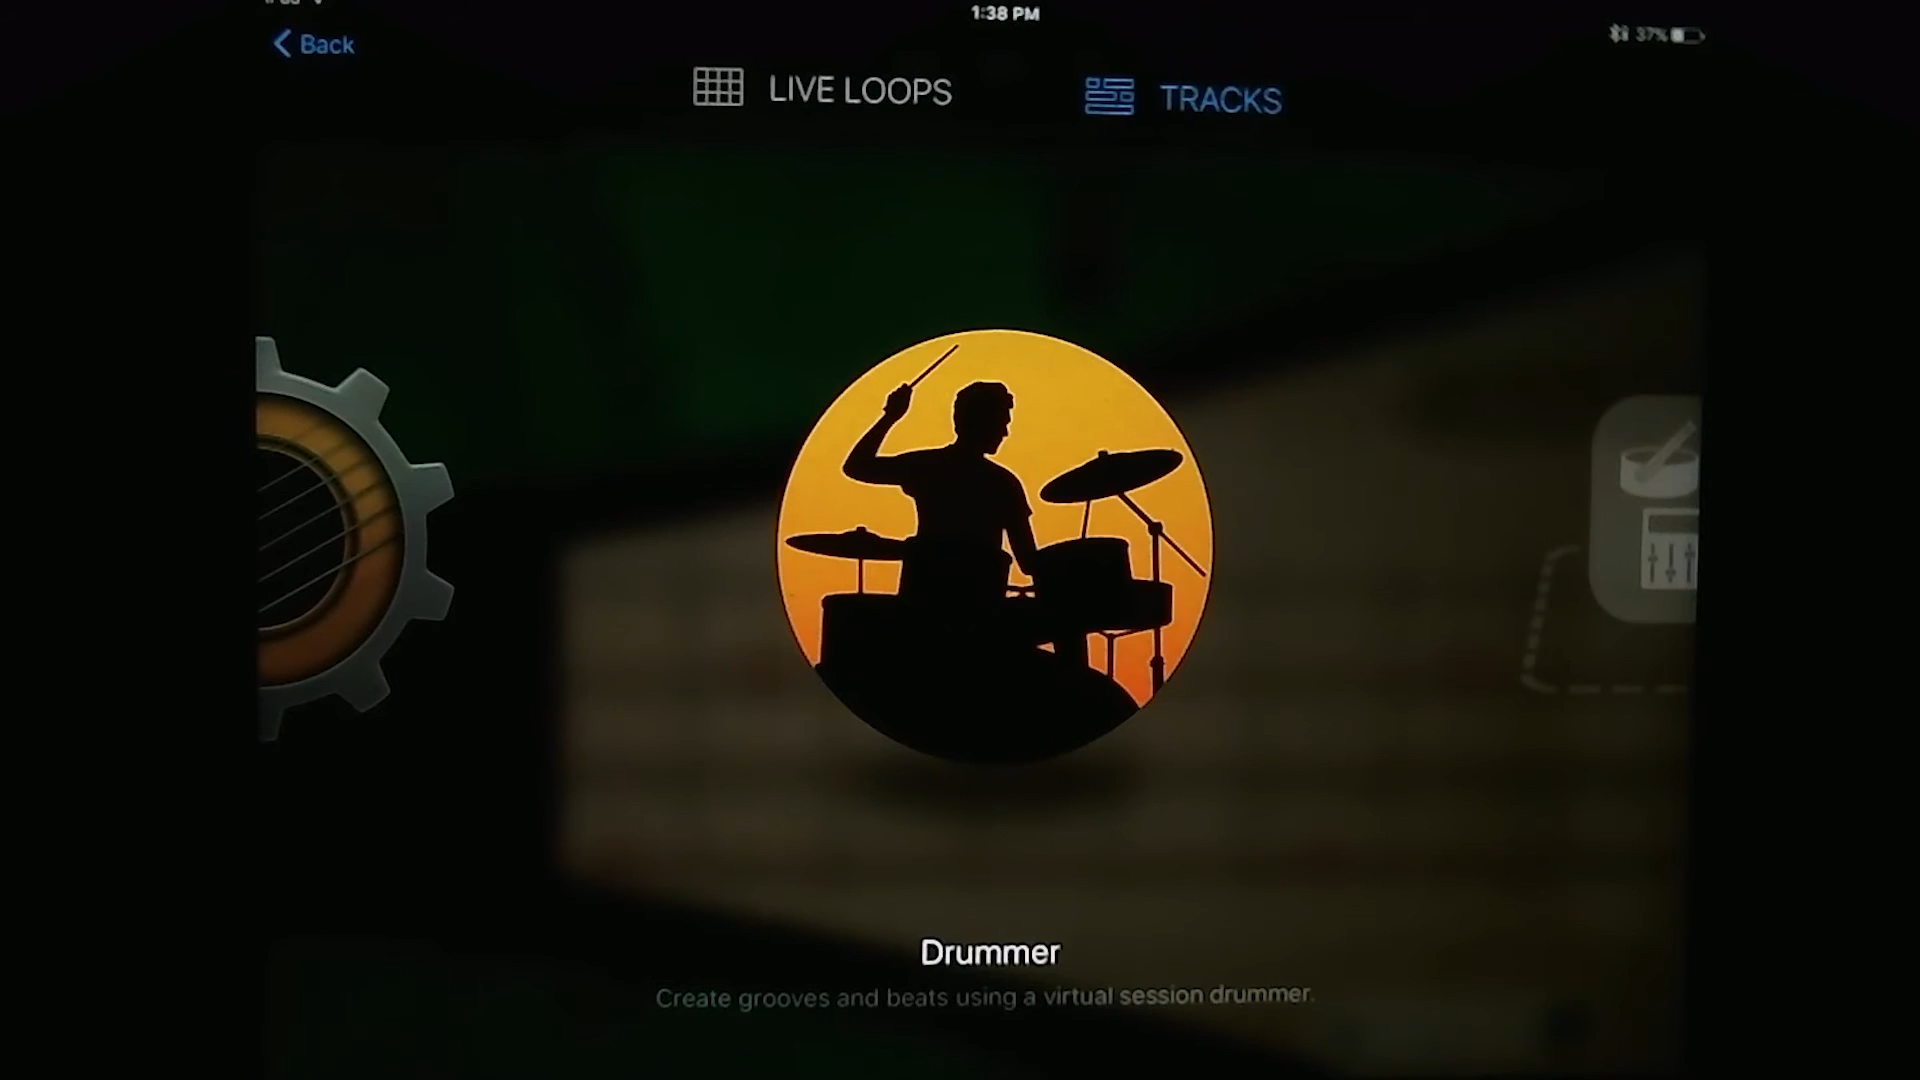 1:38 PM
Back
37%
LIVE LOOPS
TRACKS
Drummer
Create grooves and beats using a virtual session drummer.